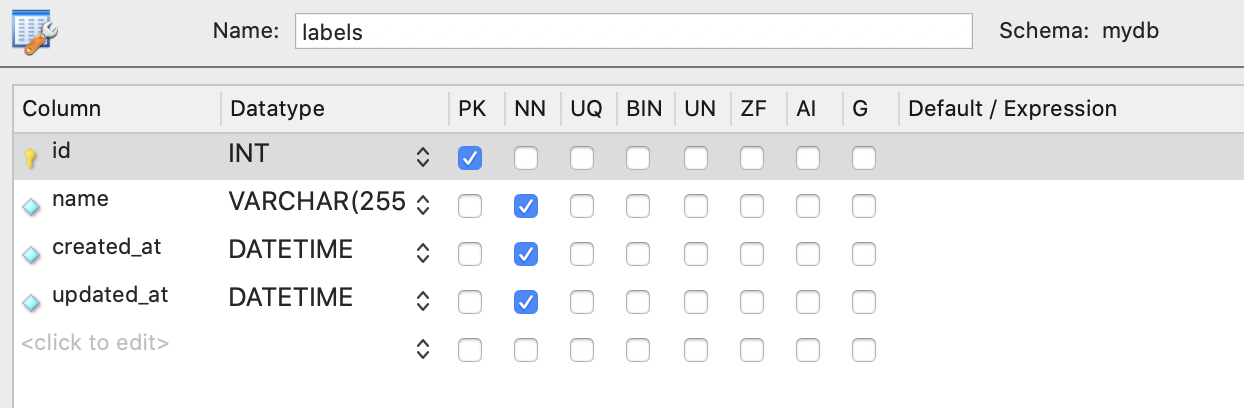 Name: labels Schema: mydb
Column Datatype PK NN UQ BIN UN ZF AI G Default / Expression
id INT
name VARCHAR(255
created_at DATETIME
updated_at DATETIME
<click to edit>